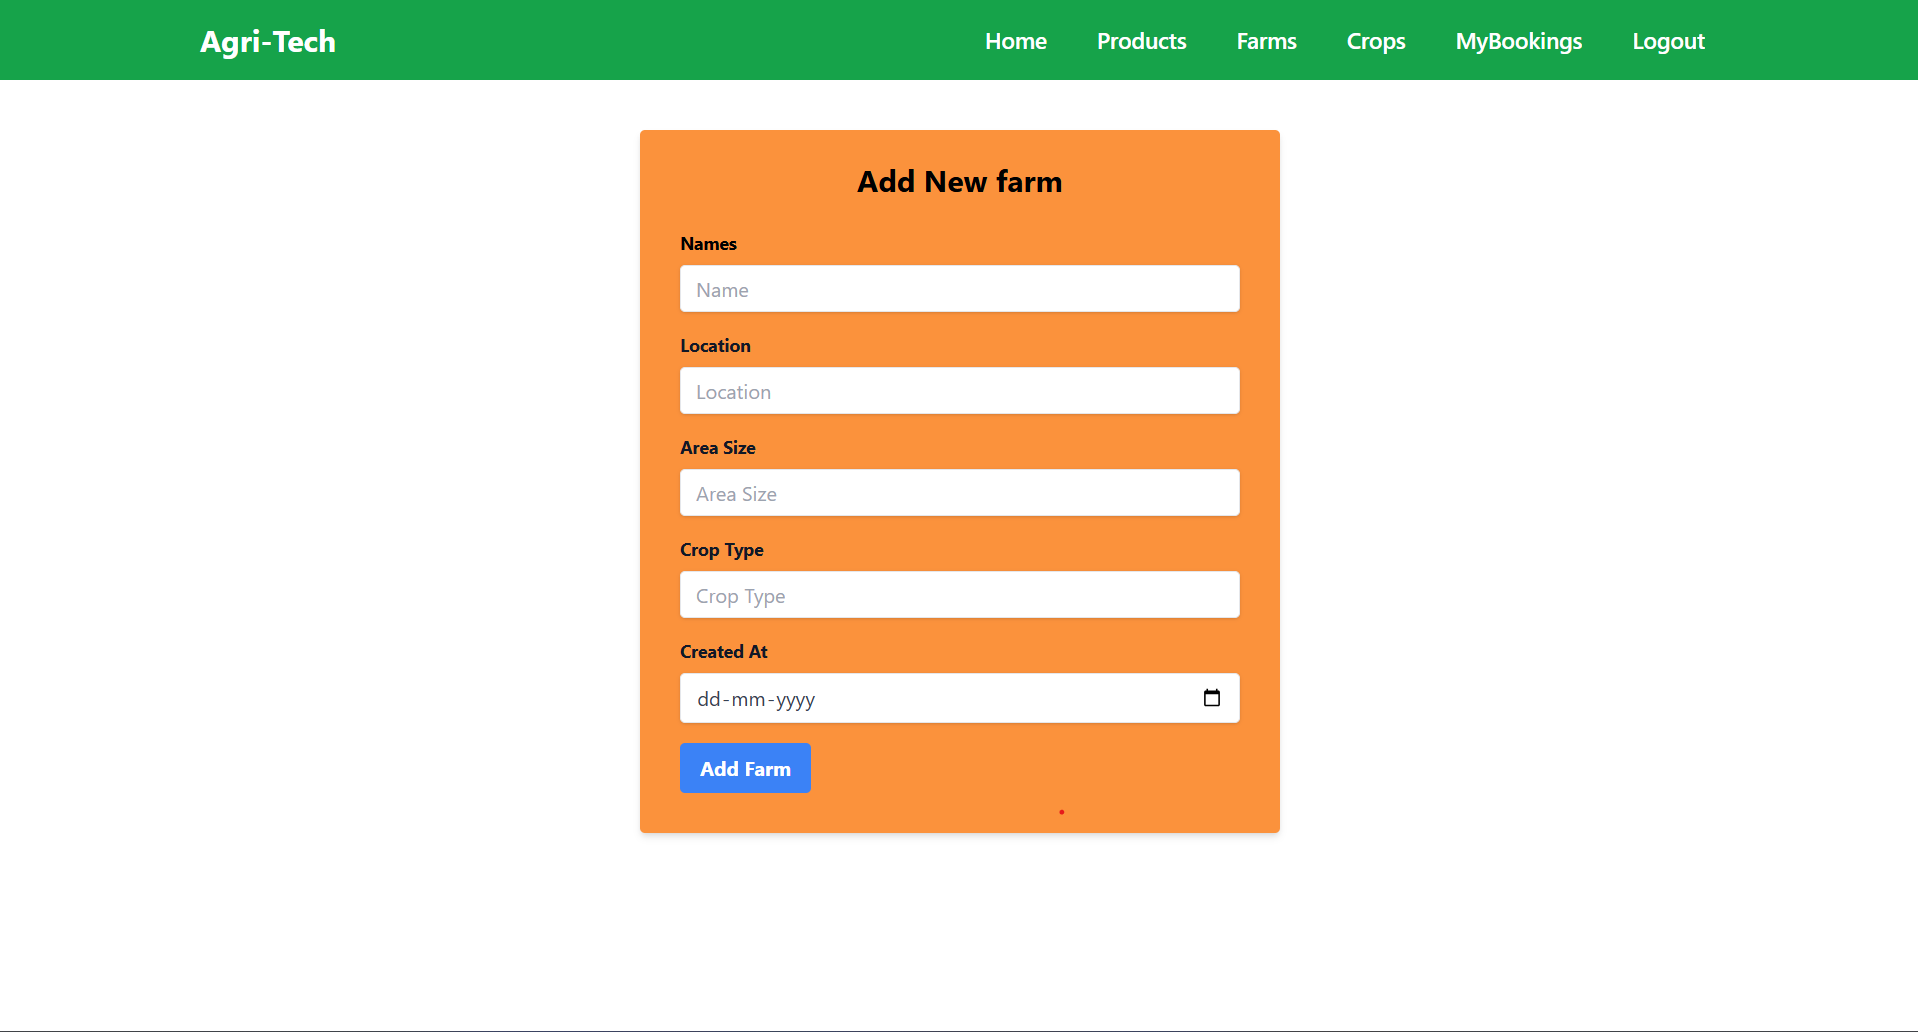 Agri-Tech
Home Products Farms Crops MyBookings Logout
Add New farm
Names
Name
Location
Location
Area Size
Area Size
Crop Type
Crop Type
Created At
dd-mm-yyyy
Add Farm